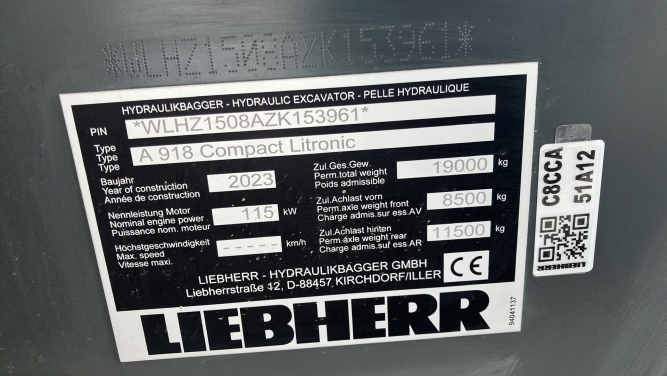 *WLHZ1508AZK153961*
HYDRAULIKBAGGER - HYDRAULIC EXCAVATOR - PELLE HYDRAULIQUE
PIN *WLHZ1508AZK153961*
Type
Type A 918 Compact Litronic
Type
Baujahr
Year of construction 2023
Année de construction
Zul.Ges.Gew.
Perm.total weight 19000 kg
Poids admissible
Nennleistung Motor
Nominal engine power 115 kW
Puissance nom. moteur
Zul.Achslast vorn
Perm.axle weight front 8500 kg
Charge admis.sur ess.AV
Höchstgeschwindigkeit
Max. speed - - - - - km/h
Vitesse maxi.
Zul.Achslast hinten
Perm.axle weight rear 11500 kg
Charge admis.sur ess.AR
LIEBHERR - HYDRAULIKBAGGER GMBH
Liebherrstraße 12, D-88457 KIRCHDORF/ILLER
CE
LIEBHERR
94041137
C8CCA
51A12
LIEBHERR